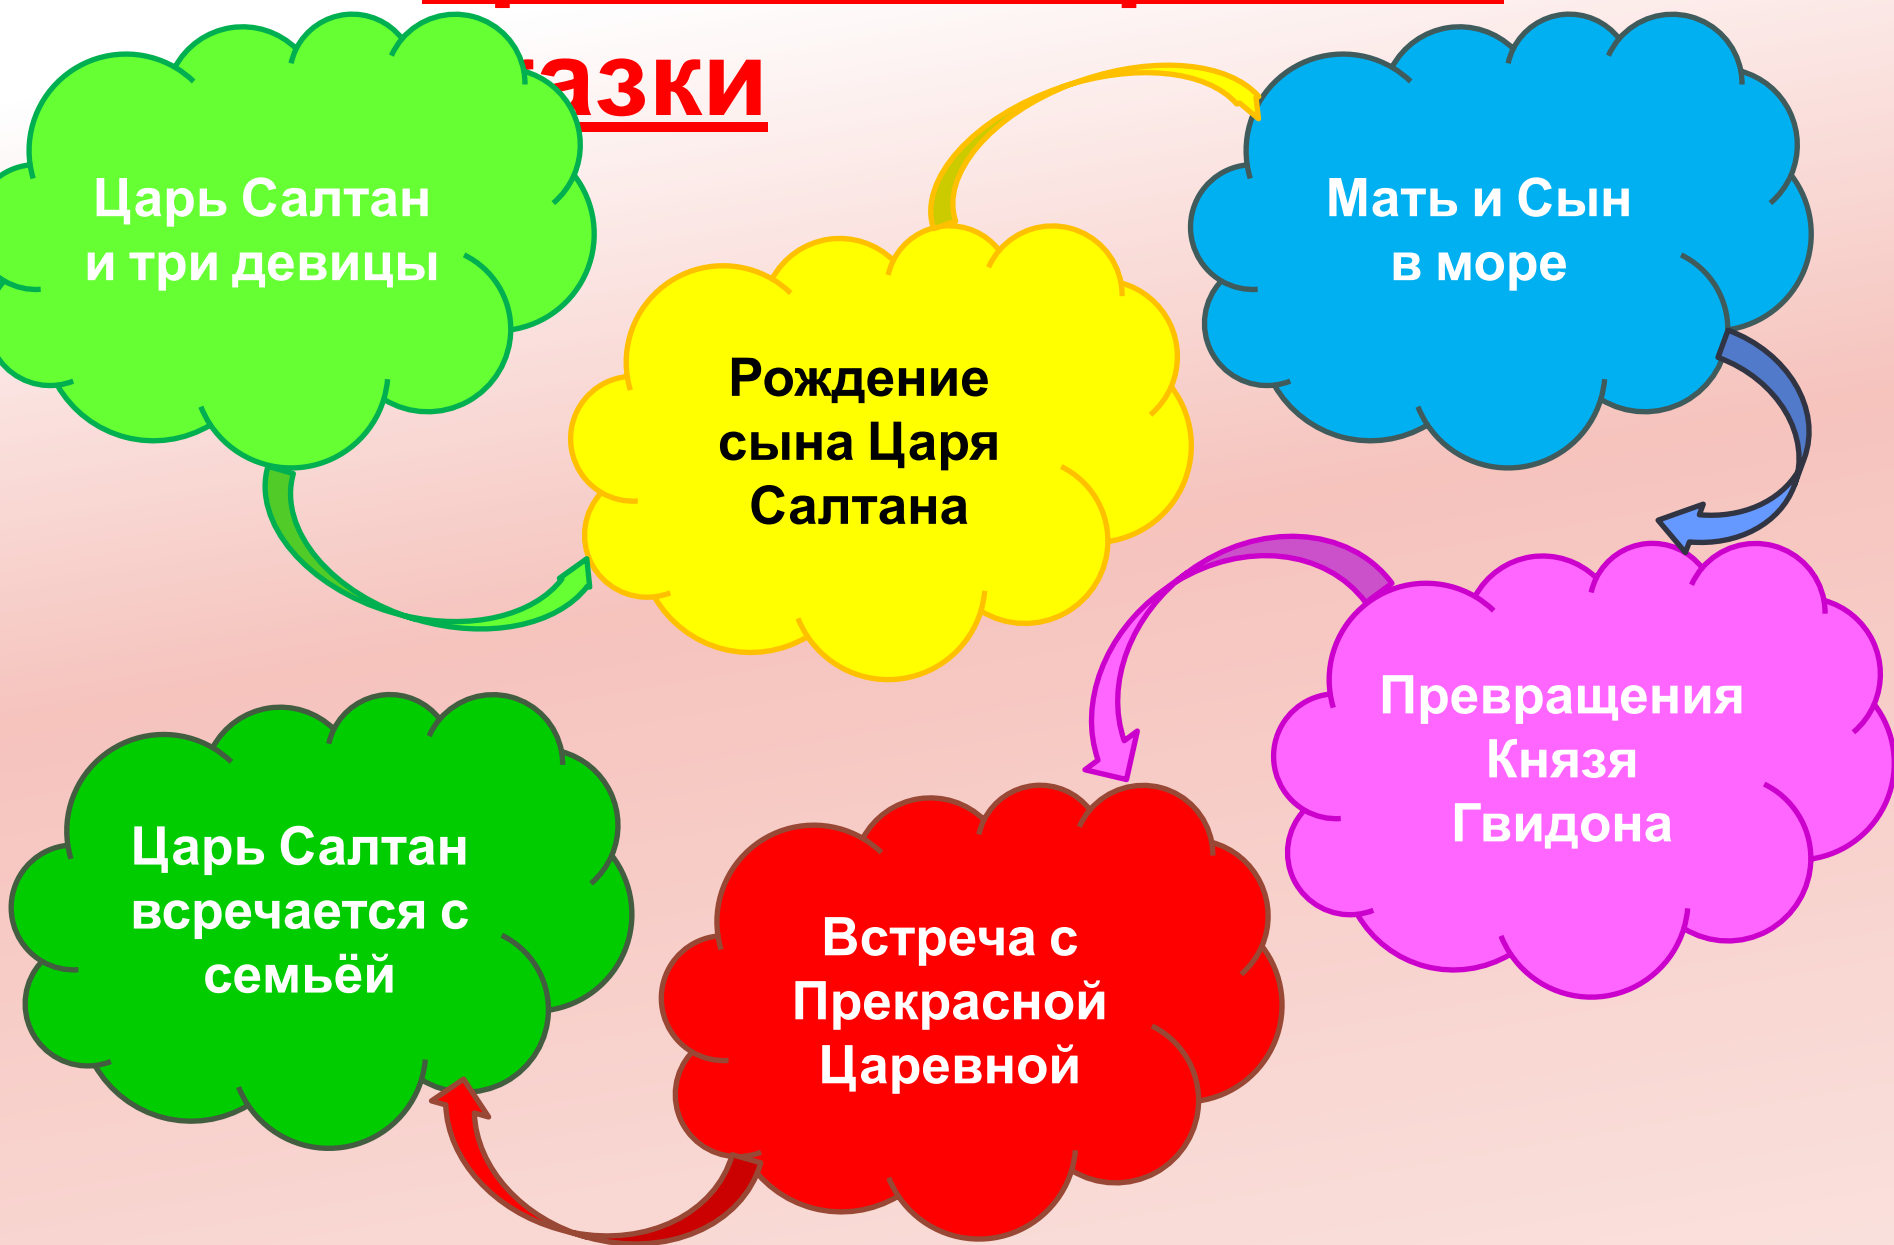 Царь Салтан
и три девицы
Рождение
сына Царя
Салтана
Мать и Сын
в море
Превращения
Князя
Гвидона
Встреча с
Прекрасной
Царевной
Царь Салтан
всречается с
семьёй